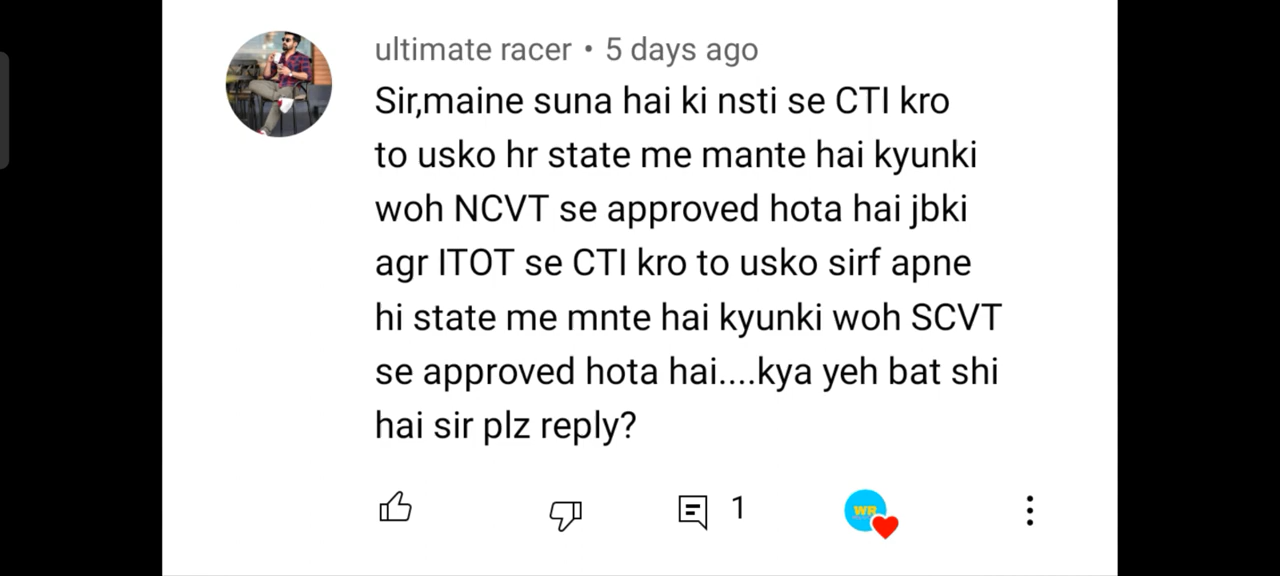 ultimate racer • 5 days ago
Sir,maine suna hai ki nsti se CTI kro
to usko hr state me mante hai kyunki
woh NCVT se approved hota hai jbki
agr ITOT se CTI kro to usko sirf apne
hi state me mnte hai kyunki woh SCVT
se approved hota hai....kya yeh bat shi
hai sir plz reply?
1
WR